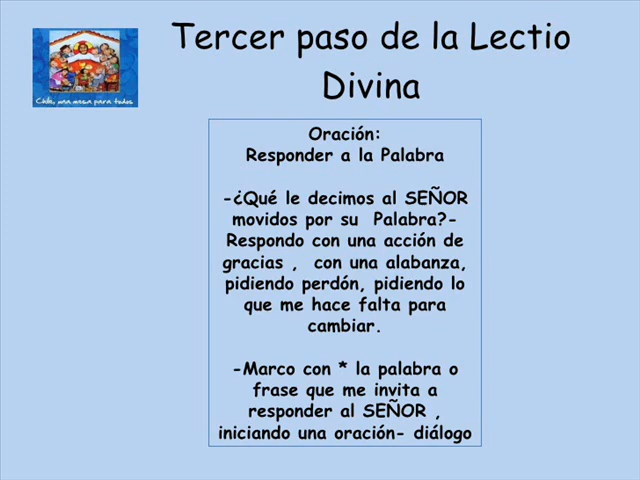 Tercer paso de la Lectio
Divina
Chile, una mesa para todos
Oración:
Responder a la Palabra
-¿Qué le decimos al SEÑOR
movidos por su Palabra?-
Respondo con una acción de
gracias , con una alabanza,
pidiendo perdón, pidiendo lo
que me hace falta para
cambiar.
-Marco con * la palabra o
frase que me invita a
responder al SEÑOR ,
iniciando una oración- diálogo